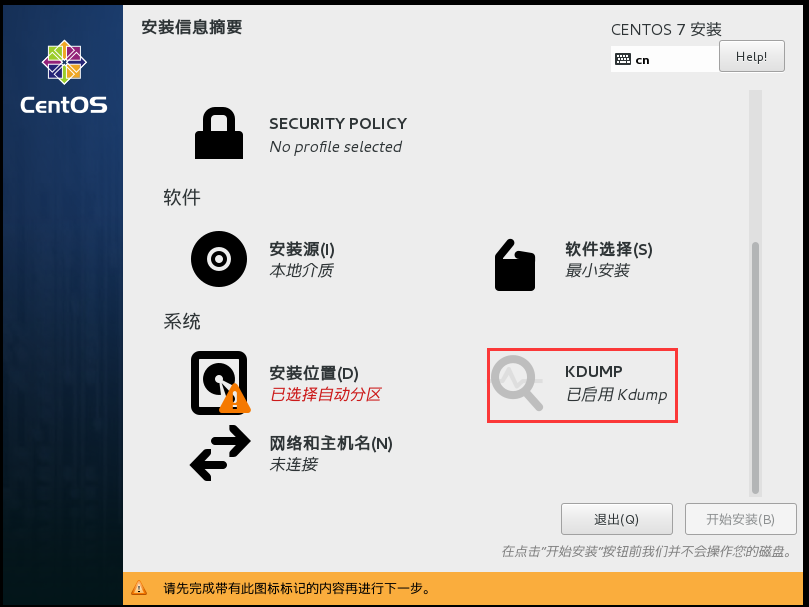 安装信息摘要
CENTOS 7 安装
cn
Help!
CentOS
SECURITY POLICY
No profile selected
软件
安装源(I)
本地介质
软件选择(S)
最小安装
系统
安装位置(D)
已选择自动分区
KDUMP
已启用 Kdump
网络和主机名(N)
未连接
退出(Q)
开始安装(B)
在点击“开始安装”按钮前我们并不会操作您的磁盘。
请先完成带有此图标标记的内容再进行下一步。